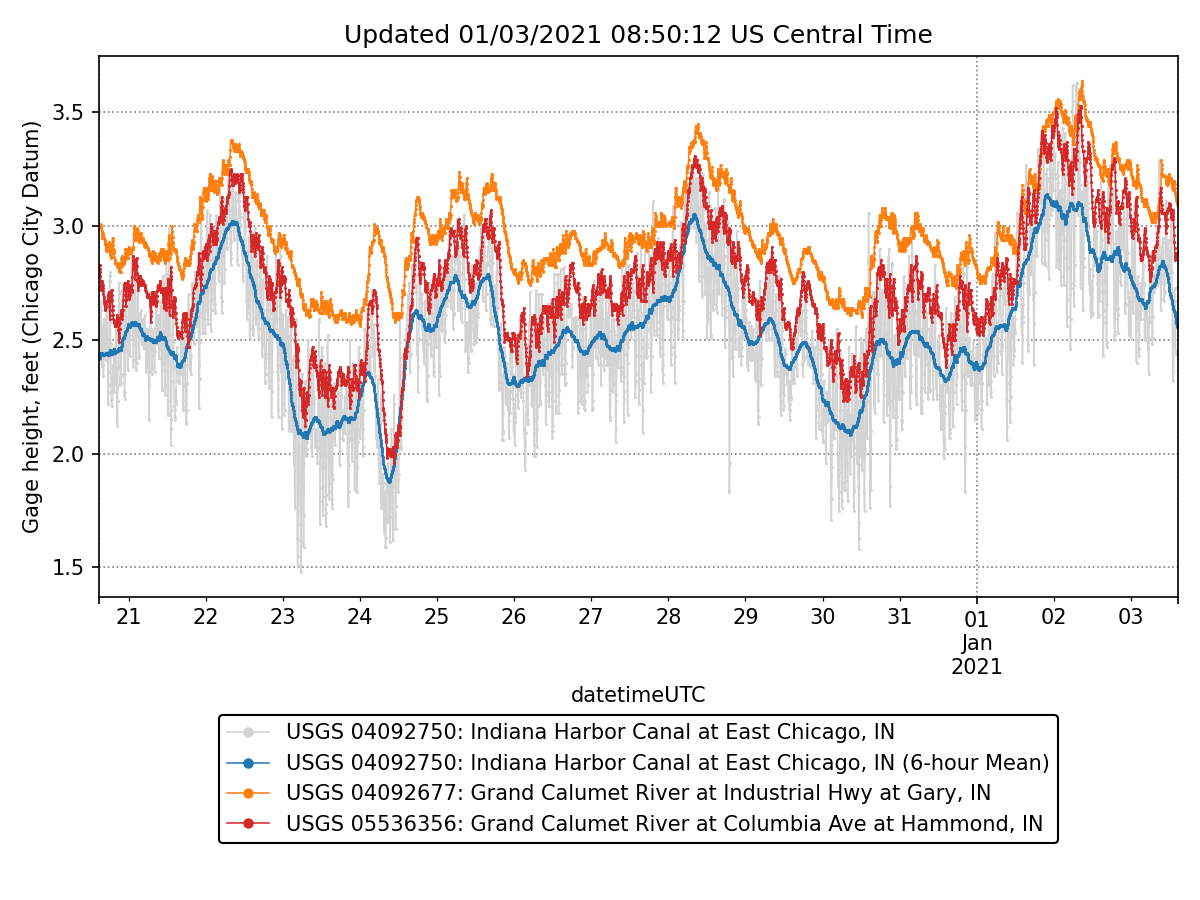 Updated 01/03/2021 08:50:12 US Central Time
Gage height, feet (Chicago City Datum)
3.5
3.0
2.5
2.0
1.5
21 22 23 24 25 26 27 28 29 30 31 01 02 03
Jan
2021
datetimeUTC
USGS 04092750: Indiana Harbor Canal at East Chicago, IN
USGS 04092750: Indiana Harbor Canal at East Chicago, IN (6-hour Mean)
USGS 04092677: Grand Calumet River at Industrial Hwy at Gary, IN
USGS 05536356: Grand Calumet River at Columbia Ave at Hammond, IN